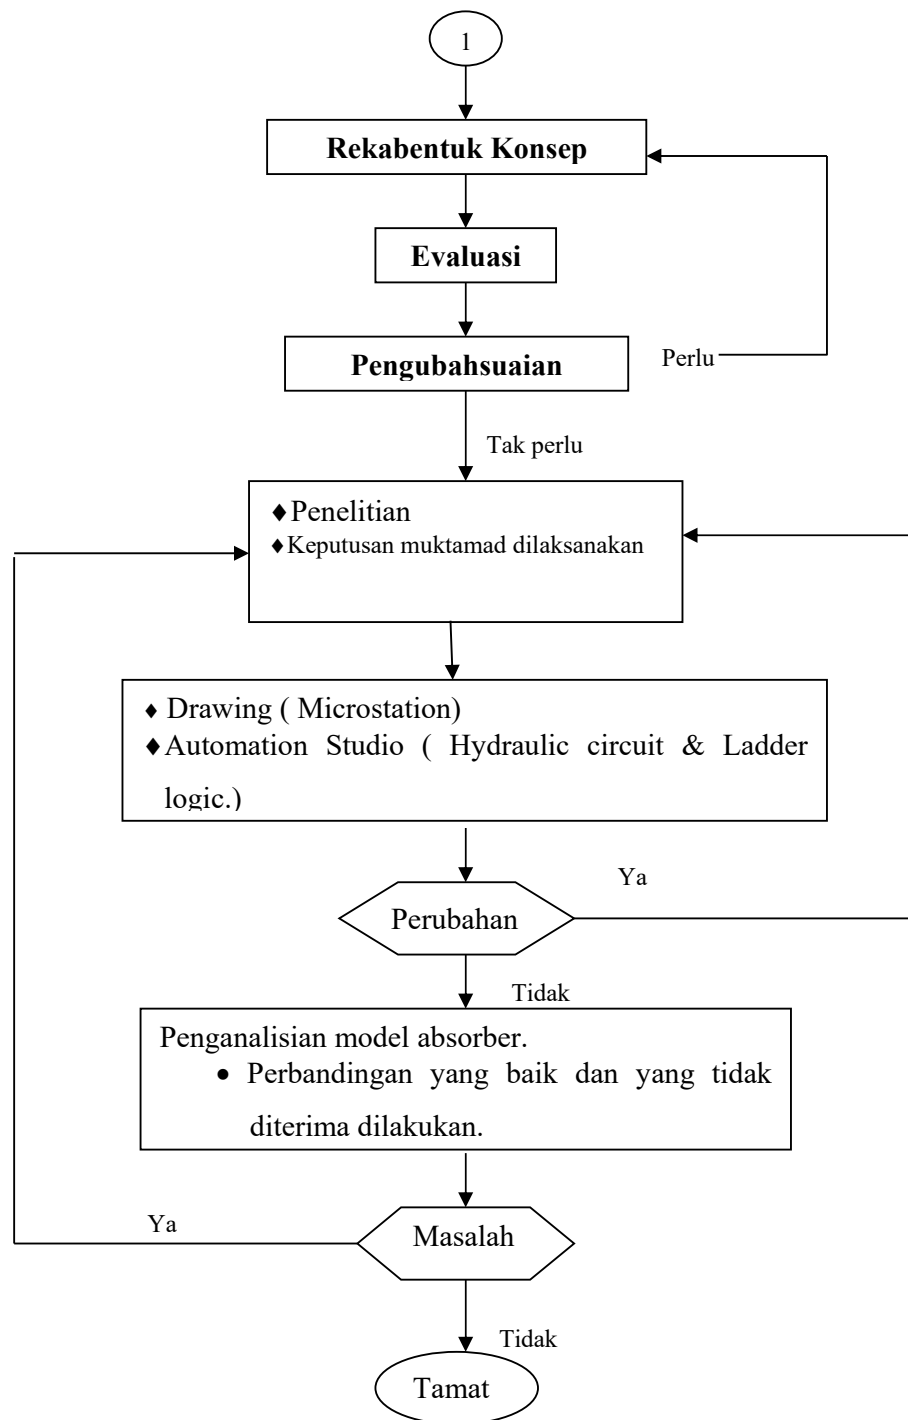 1
Rekabentuk Konsep
Evaluasi
Pengubahsuaian
Perlu
Tak perlu
♦Penelitian
♦Keputusan muktamad dilaksanakan
♦ Drawing ( Microstation)
♦Automation Studio ( Hydraulic circuit & Ladder
logic.)
Ya
Perubahan
Tidak
Penganalisian model absorber.
• Perbandingan yang baik dan yang tidak
diterima dilakukan.
Ya
Masalah
Tidak
Tamat